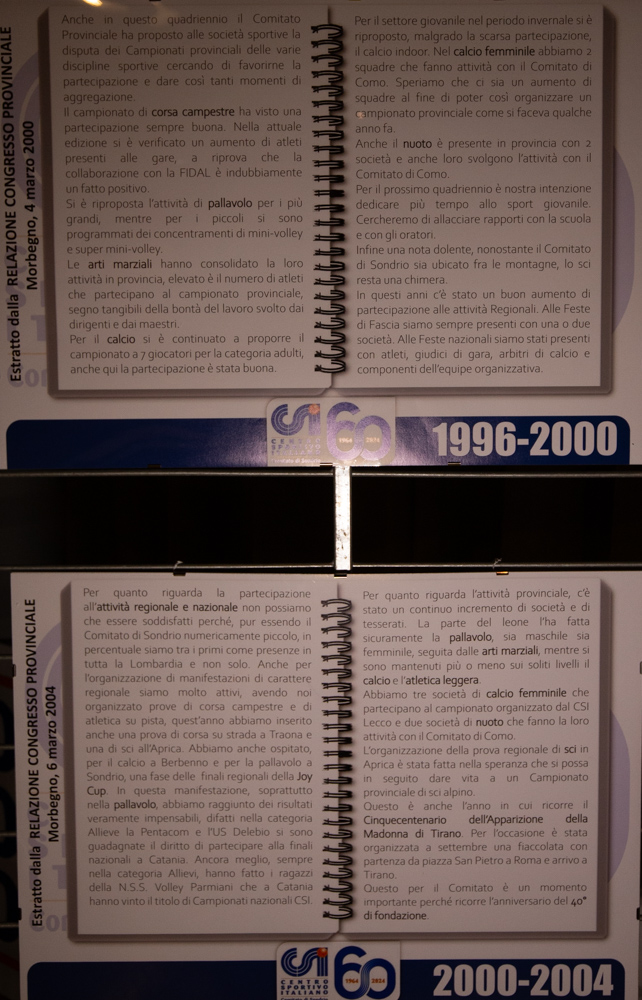 Estratto dalla RELAZIONE CONGRESSO PROVINCIALE
Morbegno, 4 marzo 2000
Anche in questo quadriennio il Comitato
Provinciale ha proposto alle società sportive la
disputa dei Campionati provinciali delle varie
discipline sportive cercando di favorirne la
partecipazione e dare così tanti momenti di
aggregazione.
Il campionato di corsa campestre ha visto una
partecipazione sempre buona. Nella attuale
edizione si è verificato un aumento di atleti
presenti alle gare, a riprova che la
collaborazione con la FIDAL è indubbiamente
un fatto positivo.
Si è riproposta l'attività di pallavolo per i più
grandi, mentre per i piccoli si sono
programmati dei concentramenti di mini-volley
e super mini-volley.
Le arti marziali hanno consolidato la loro
attività in provincia, elevato è il numero di atleti
che partecipano al campionato provinciale,
segno tangibili della bontà del lavoro svolto dai
dirigenti e dai maestri.
Per il calcio si è continuato a proporre il
campionato a 7 giocatori per la categoria adulti,
anche qui la partecipazione è stata buona.
Per il settore giovanile nel periodo invernale si è
riproposto, malgrado la scarsa partecipazione,
il calcio indoor. Nel calcio femminile abbiamo 2
squadre che fanno attività con il Comitato di
Como. Speriamo che ci sia un aumento di
squadre al fine di poter così organizzare un
campionato provinciale come si faceva qualche
anno fa.
Anche il nuoto è presente in provincia con 2
società e anche loro svolgono l'attività con il
Comitato di Como.
Per il prossimo quadriennio è nostra intenzione
dedicare più tempo allo sport giovanile.
Cercheremo di allacciare rapporti con la scuola
e con gli oratori.
Infine una nota dolente, nonostante il Comitato
di Sondrio sia ubicato fra le montagne, lo sci
resta una chimera.
In questi anni c'è stato un buon aumento di
partecipazione alle attività Regionali. Alle Feste
di Fascia siamo sempre presenti con una o due
società. Alle Feste nazionali siamo stati presenti
con atleti, giudici di gara, arbitri di calcio e
componenti dell'equipe organizzativa.
CSI 60
CENTRO
SPORTIVO
ITALIANO
1964 2024
1996-2000
Estratto dalla RELAZIONE CONGRESSO PROVINCIALE
Morbegno, 6 marzo 2004
Per quanto riguarda la partecipazione
all'attività regionale e nazionale non possiamo
che essere soddisfatti perché, pur essendo il
Comitato di Sondrio numericamente piccolo, in
percentuale siamo tra i primi come presenze in
tutta la Lombardia e non solo. Anche per
l'organizzazione di manifestazioni di carattere
regionale siamo molto attivi, avendo noi
organizzato prove di corsa campestre e di
atletica su pista, quest'anno abbiamo inserito
anche una prova di corsa su strada a Traona e
una di sci all'Aprica. Abbiamo anche ospitato,
per il calcio a Berbenno e per la pallavolo a
Sondrio, una fase delle finali regionali della Joy
Cup. In questa manifestazione, soprattutto
nella pallavolo, abbiamo raggiunto dei risultati
veramente impensabili, difatti nella categoria
Allieve la Pentacom e l'US Delebio si sono
guadagnate il diritto di partecipare alla finali
nazionali a Catania. Ancora meglio, sempre
nella categoria Allievi, hanno fatto i ragazzi
della N.S.S. Volley Parmiani che a Catania
hanno vinto il titolo di Campionati nazionali CSI.
Per quanto riguarda l'attività provinciale, c'è
stato un continuo incremento di società e di
tesserati. La parte del leone l'ha fatta
sicuramente la pallavolo, sia maschile sia
femminile, seguita dalle arti marziali, mentre si
sono mantenuti più o meno sui soliti livelli il
calcio e l'atletica leggera.
Abbiamo tre società di calcio femminile che
partecipano al campionato organizzato dal CSI
Lecco e due società di nuoto che fanno la loro
attività con il Comitato di Como.
L'organizzazione della prova regionale di sci in
Aprica è stata fatta nella speranza che si possa
in seguito dare vita a un Campionato
provinciale di sci alpino.
Questo è anche l'anno in cui ricorre il
Cinquecentenario dell'Apparizione della
Madonna di Tirano. Per l'occasione è stata
organizzata a settembre una fiaccolata con
partenza da piazza San Pietro a Roma e arrivo a
Tirano.
Questo per il Comitato è un momento
importante perché ricorre l'anniversario del 40°
di fondazione.
CSI 60
CENTRO
SPORTIVO
ITALIANO
1964 2024
2000-2004